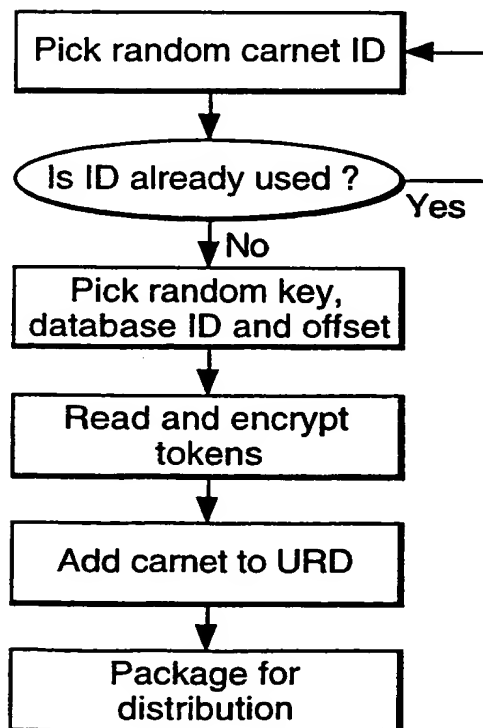 Pick random carnet ID
Is ID already used ?
Yes
No
Pick random key,
database ID and offset
Read and encrypt
tokens
Add carnet to URD
Package for
distribution